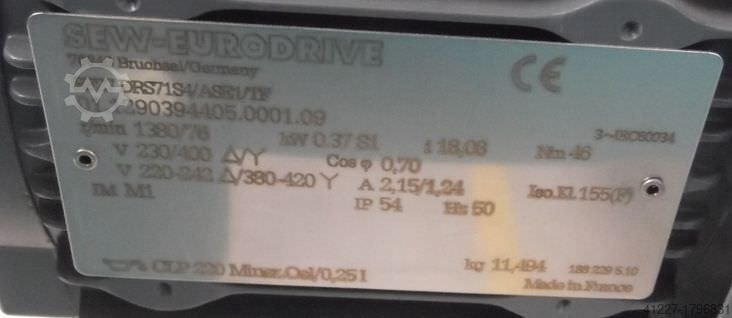 SEW-EURODRIVE
Bruchsal/Germany
CE
DRS71S4/ASE1/TF
290394405.0001.09
3~IEC60034
r/min 1380/76 kW 0.37 S1 i 18,08 Nm 46
V 230/400 Δ/Y Cos φ 0,70
V 220-242 Δ/380-420 Y A 2,15/1,24 Iso.Kl. 155(F)
IM M1 IP 54 Hz 50
CLP 220 Miner.Oel/0,25 l kg 11,494 188 229 5.10
Made in France
41227-1796831